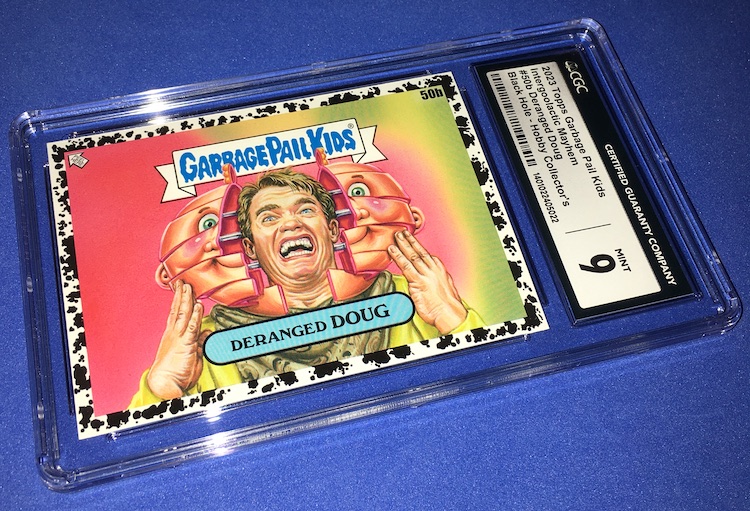 50b
GARBAGE PAIL KIDS
DERANGED DOUG
CGC
2023 Topps Garbage Pail Kids
Intergoolactic Mayhem
#50b Deranged Doug
Black Hole - Hobby Collector's
1401022405022
MINT
9
CERTIFIED GUARANTY COMPANY